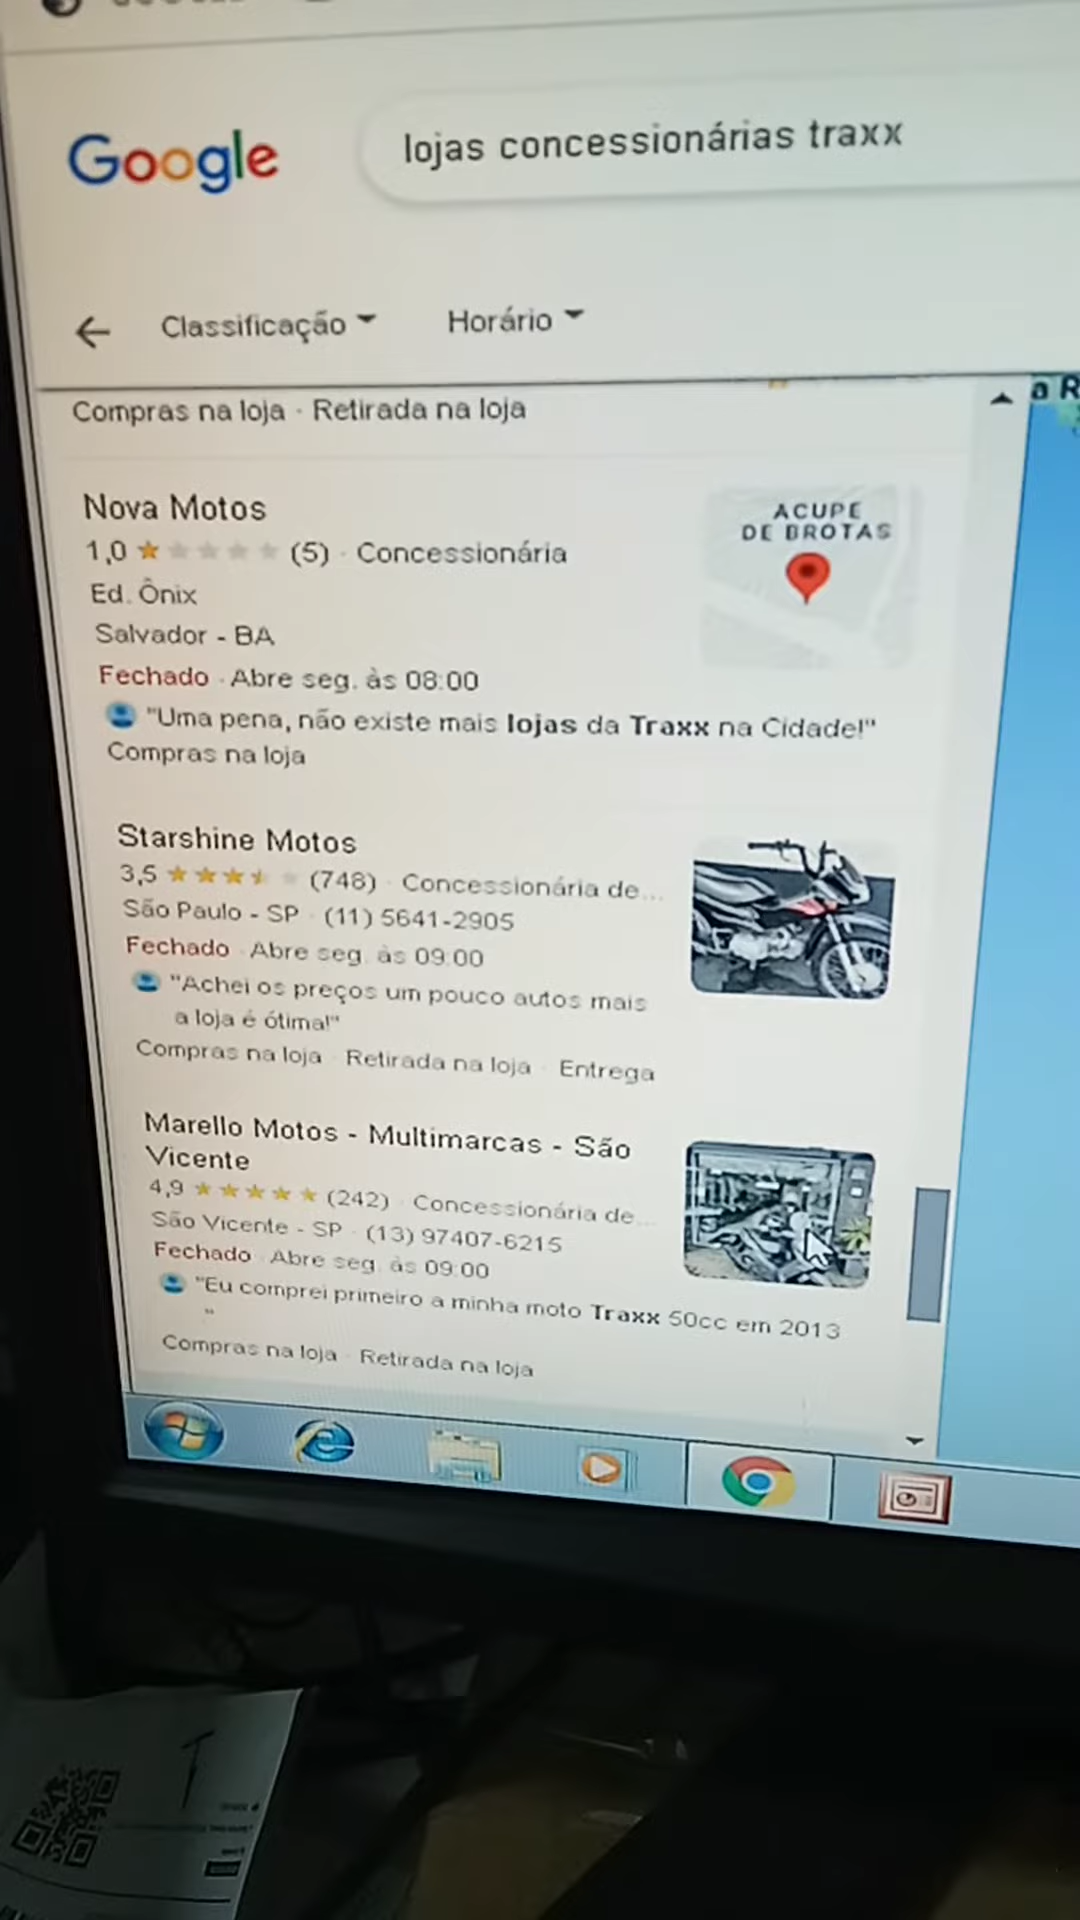 Google
lojas concessionárias traxx
Classificação
Horário
Compras na loja · Retirada na loja
a R
Nova Motos
1,0 (5) · Concessionária
Ed. Ônix
Salvador - BA
Fechado · Abre seg. às 08:00
"Uma pena, não existe mais lojas da Traxx na Cidade!"
Compras na loja
ACUPE
DE BROTAS
Starshine Motos
3,5 (748) · Concessionária de...
São Paulo - SP · (11) 5641-2905
Fechado · Abre seg. às 09:00
"Achei os preços um pouco autos mais
a loja é ótima!"
Compras na loja · Retirada na loja · Entrega
Marello Motos - Multimarcas - São
Vicente
4,9 (242) · Concessionária de...
São Vicente - SP · (13) 97407-6215
Fechado · Abre seg. às 09:00
"Eu comprei primeiro a minha moto Traxx 50cc em 2013
"
Compras na loja · Retirada na loja